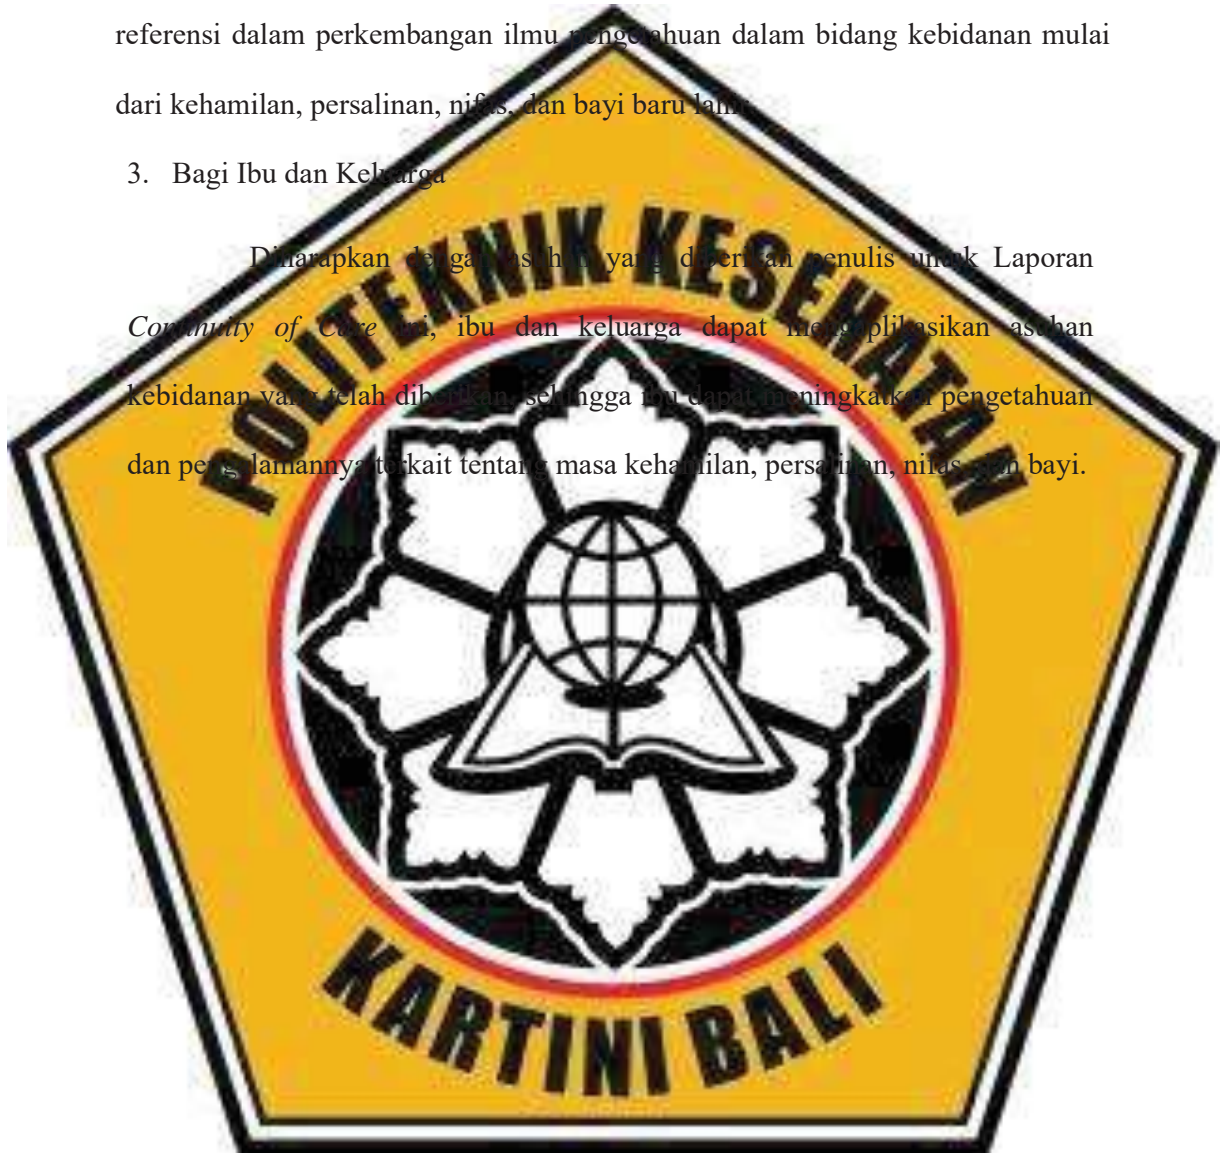 referensi dalam perkembangan ilmu pengetahuan dalam bidang kebidanan mulai
dari kehamilan, persalinan, nifas, dan bayi baru lahir.
3. Bagi Ibu dan Keluarga
Diharapkan dengan asuhan yang diberikan penulis untuk Laporan
Continuity of Care ini, ibu dan keluarga dapat mengaplikasikan asuhan
kebidanan yang telah diberikan, sehingga ibu dapat meningkatkan pengetahuan
dan pengalamannya terkait tentang masa kehamilan, persalinan, nifas, dan bayi.
POLITEKNIK KESEHATAN
KARTINI BALI